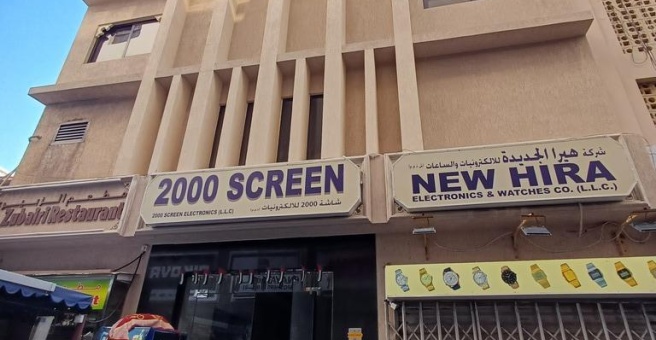 Zabalri Restaurant
2000 SCREEN
2000 SCREEN ELECTRONICS (L.L.C)
شاشة 2000 للالكترونيات
شركة هيرا الجديدة للالكترونيات والساعات
NEW HIRA
ELECTRONICS & WATCHES CO. (L.L.C.)